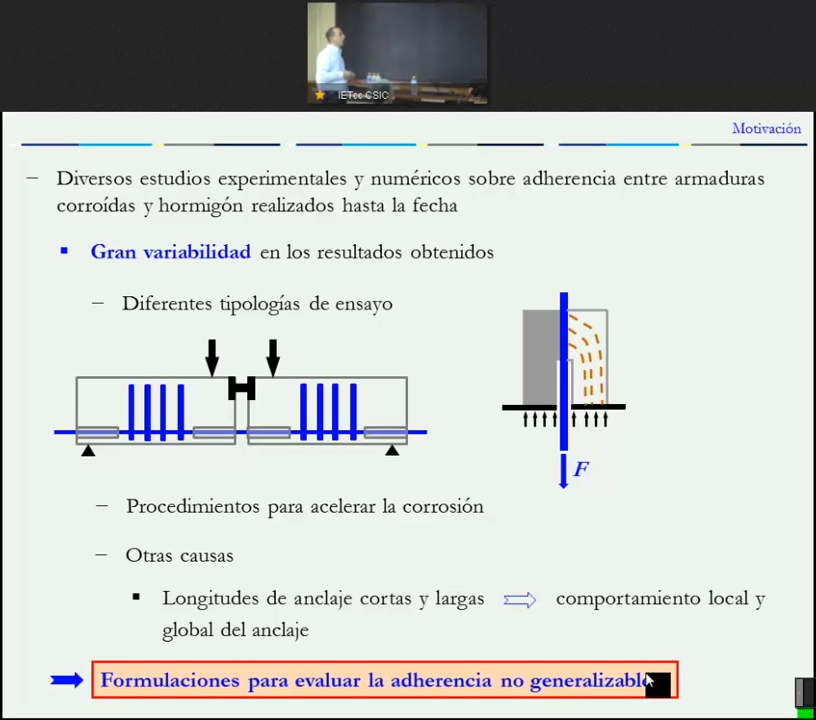 IETcc CSIC
Motivación
– Diversos estudios experimentales y numéricos sobre adherencia entre armaduras
corroídas y hormigón realizados hasta la fecha
Gran variabilidad en los resultados obtenidos
– Diferentes tipologías de ensayo
F
– Procedimientos para acelerar la corrosión
– Otras causas
Longitudes de anclaje cortas y largas ⇒ comportamiento local y
global del anclaje
Formulaciones para evaluar la adherencia no